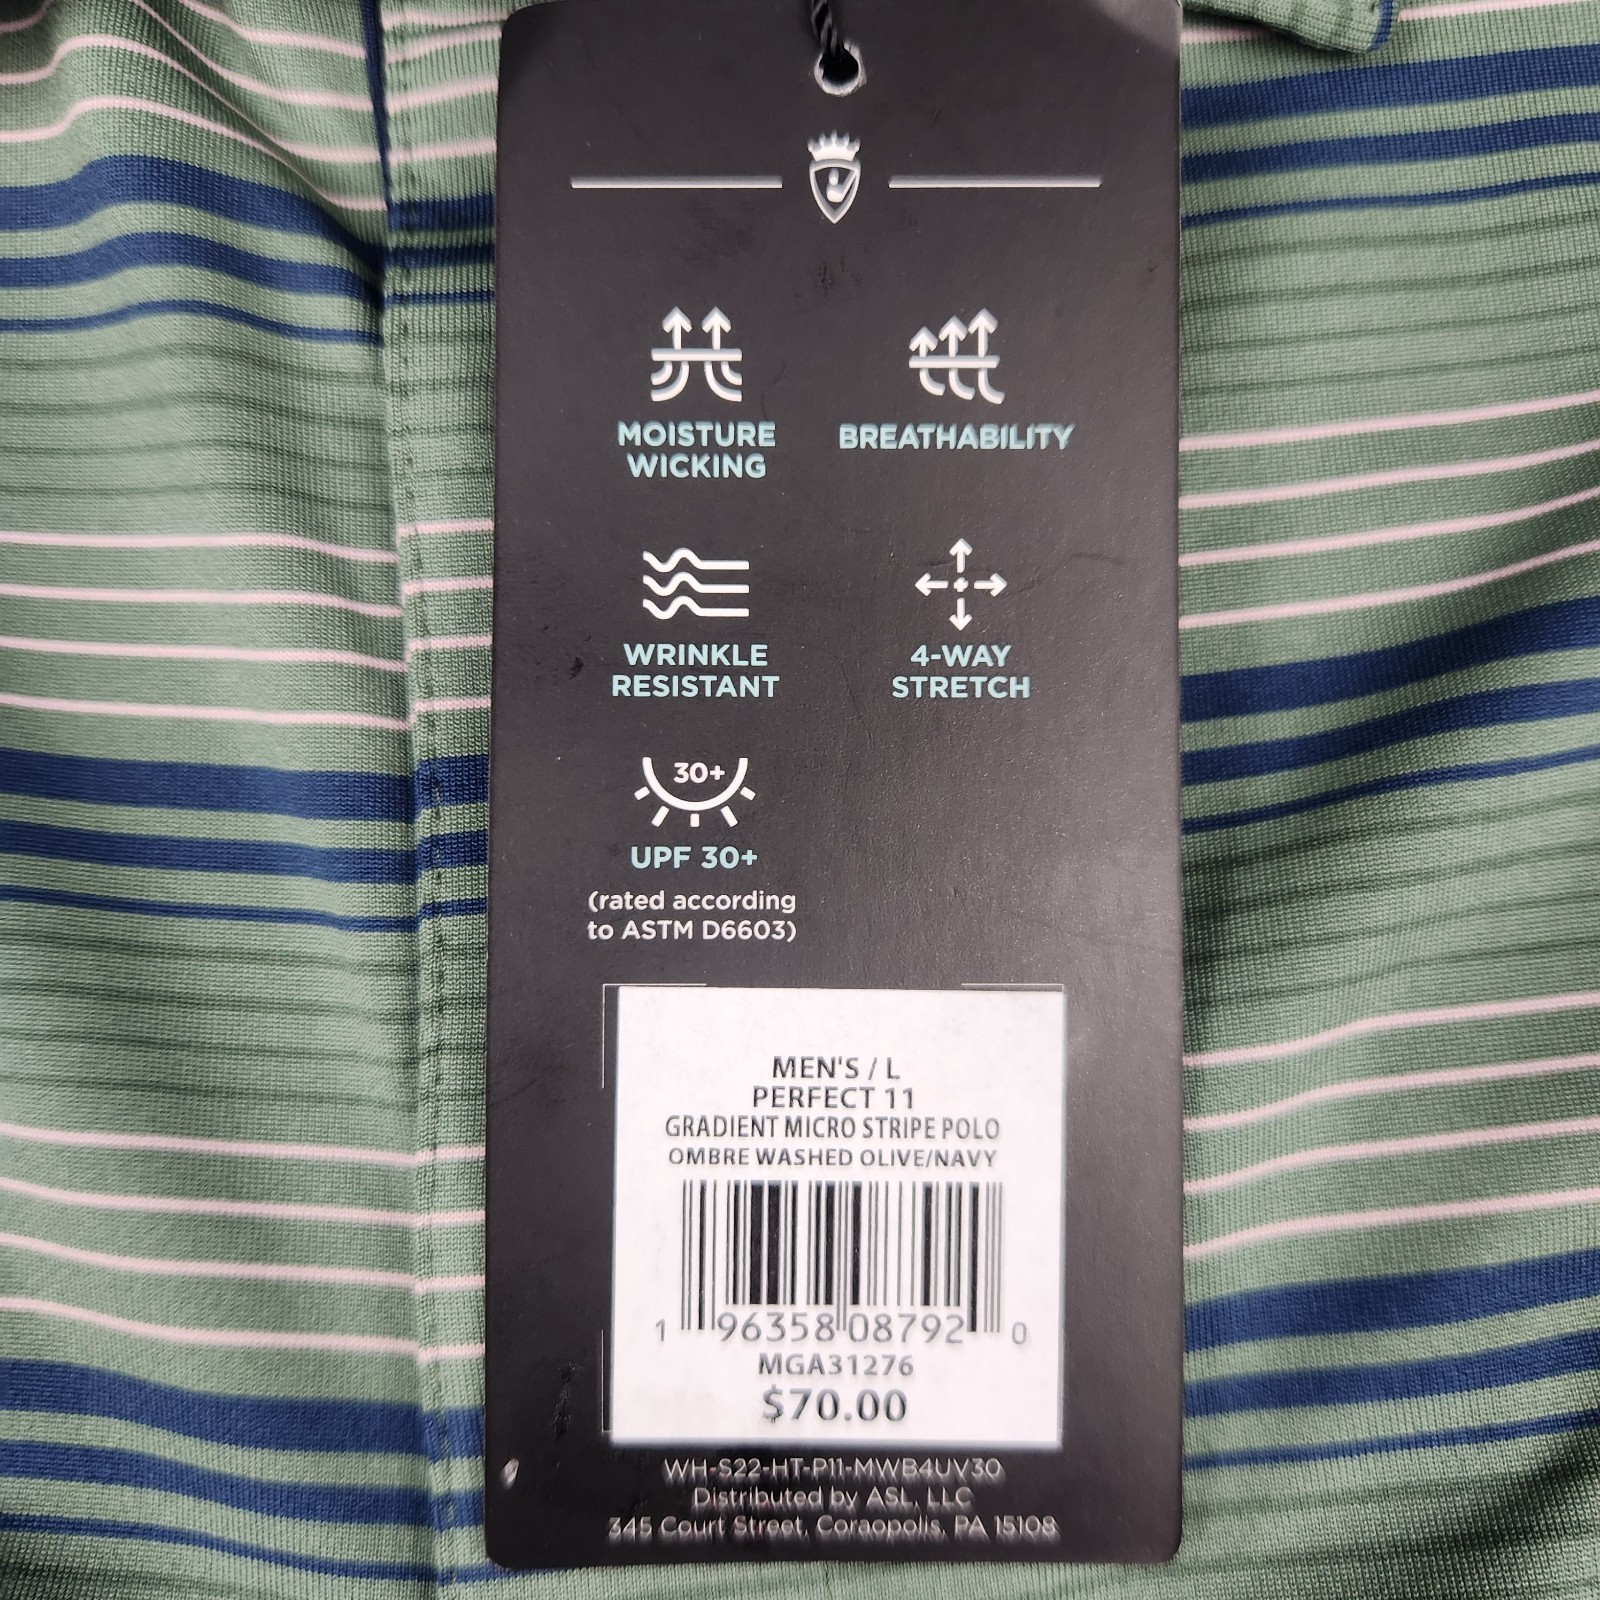 MOISTURE
WICKING
BREATHABILITY
WRINKLE
RESISTANT
4-WAY
STRETCH
30+
UPF 30+
(rated according
to ASTM D6603)
MEN'S / L
PERFECT 11
GRADIENT MICRO STRIPE POLO
OMBRE WASHED OLIVE/NAVY
1 96358 08792 0
MGA31276
$70.00
WH-S22-HT-P11-MWB4UV30
Distributed by ASL, LLC
345 Court Street, Coraopolis, PA 15108